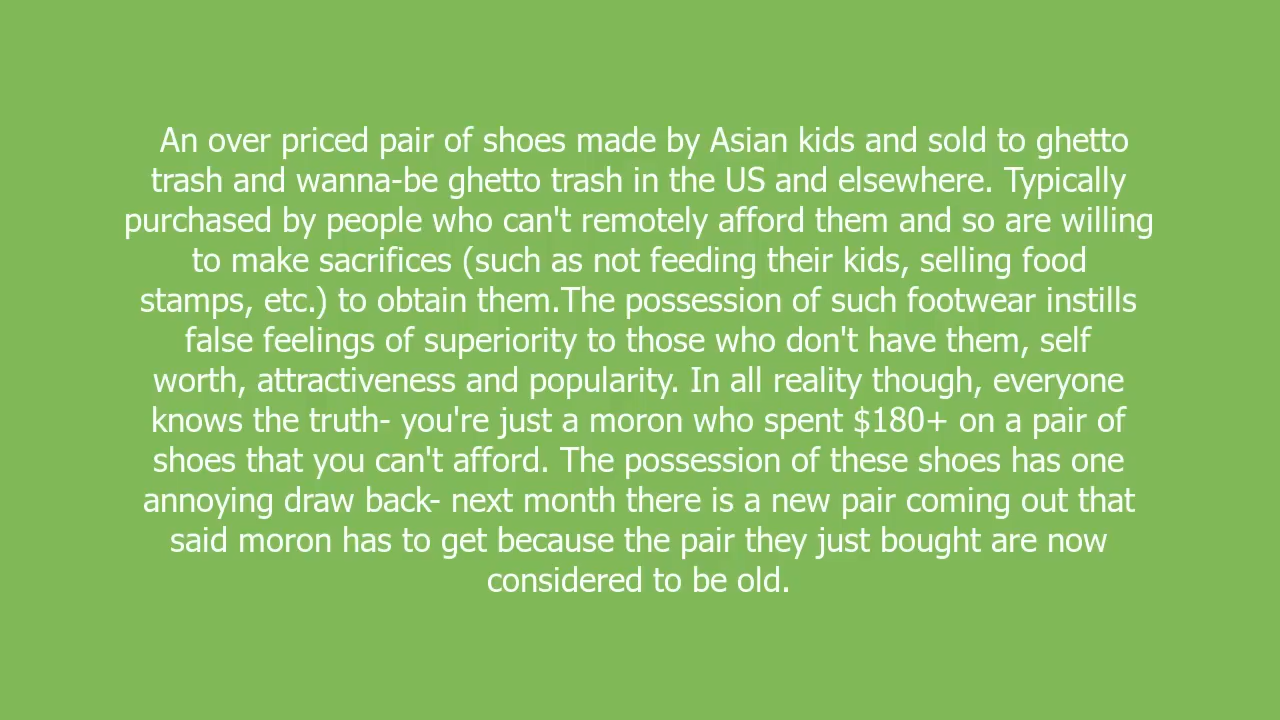 An over priced pair of shoes made by Asian kids and sold to ghetto
trash and wanna-be ghetto trash in the US and elsewhere. Typically
purchased by people who can't remotely afford them and so are willing
to make sacrifices (such as not feeding their kids, selling food
stamps, etc.) to obtain them.The possession of such footwear instills
false feelings of superiority to those who don't have them, self
worth, attractiveness and popularity. In all reality though, everyone
knows the truth- you're just a moron who spent $180+ on a pair of
shoes that you can't afford. The possession of these shoes has one
annoying draw back- next month there is a new pair coming out that
said moron has to get because the pair they just bought are now
considered to be old.